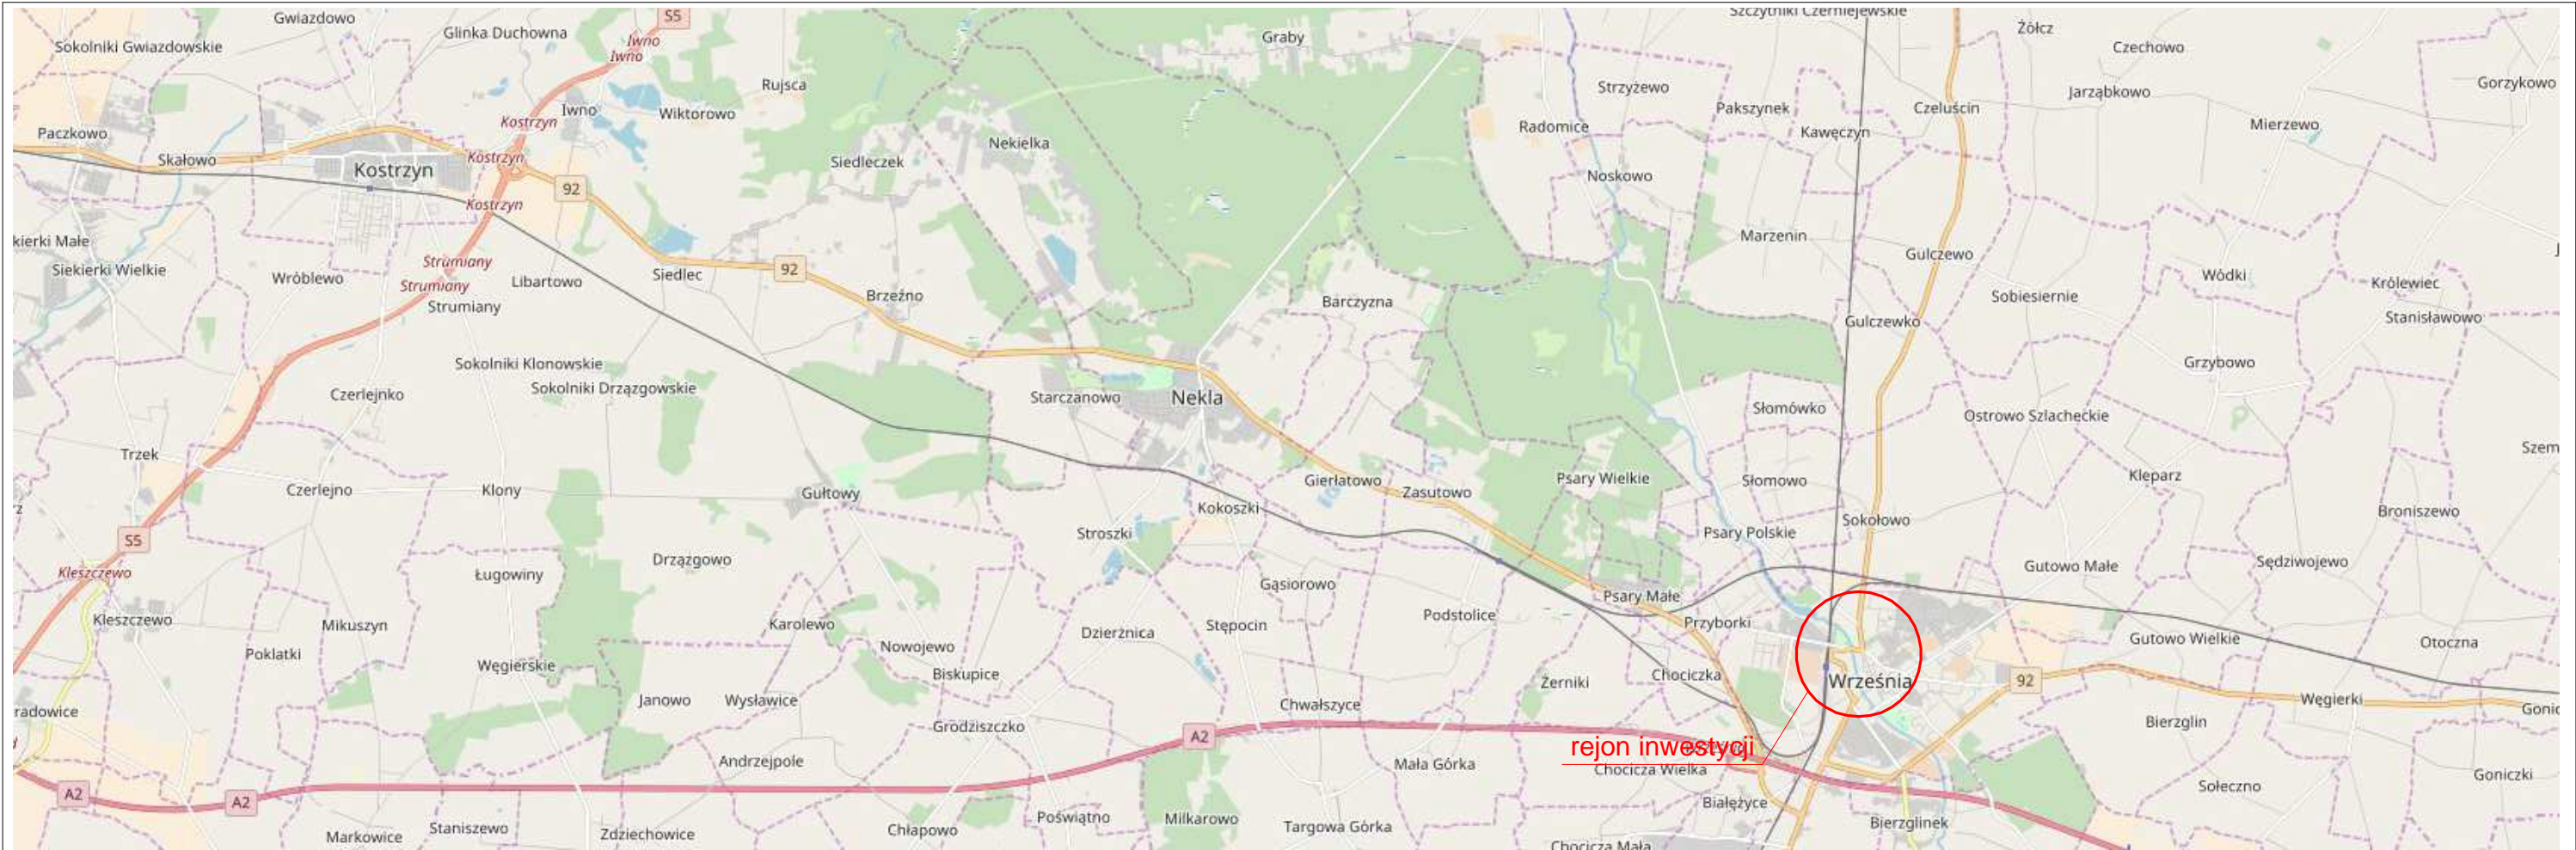 Gwiazdowo
Sokolniki Gwiazdowskie
Glinka Duchowna
S5
Iwno
Iwno
Graby
Szczytniki Czerniejewskie
Żółcz
Czechowo
Gorzykowo
Rujsca
Strzyżewo
Jarząbkowo
Paczkowo
Skałowo
Kostrzyn
Kostrzyn
Iwno
Wiktorowo
Pakszynek
Czeluścin
Mierzewo
Radomice
Kawęczyn
Nekielka
Siedleczek
Kostrzyn
92
Noskowo
Kostrzyn
kierki Małe
Siekierki Wielkie
Marzenin
Gulczewo
Strumiany
Strumiany
Strumiany
Wróblewo
Libartowo
Siedlec
92
Brzeźno
Barczyzna
Wódki
Królewiec
Sobiesiernie
Stanisławowo
Gulczewko
Grzybowo
Sokolniki Klonowskie
Sokolniki Drzązgowskie
Czerlejnko
Starczanowo
Nekla
Słomówko
Ostrowo Szlacheckie
Trzek
Szem
Czerlejno
Klony
Gułtowy
Gierłatowo
Zasutowo
Psary Wielkie
Słomowo
Kleparz
rz
Kokoszki
Broniszewo
S5
Stroszki
Psary Polskie
Sokołowo
Drzązgowo
Kleszczewo
Ługowiny
Gąsiorowo
Gutowo Małe
Sędziwojewo
Kleszczewo
Mikuszyn
Karolewo
Dzierżnica
Stępocin
Podstolice
Psary Małe
Przyborki
Gutowo Wielkie
Otoczna
Poklatki
Węgierskie
Nowojewo
Biskupice
Żerniki
Chociczka
Września
92
radowice
Janowo
Wysławice
Grodziszczko
Chwałszyce
Węgierki
Gonic
Bierzglin
A2
rejon inwestycji
Andrzejpole
Mała Górka
Chocicza Wielka
Goniczki
Sołeczno
A2
A2
Białężyce
Markowice
Staniszewo
Zdziechowice
Chłapowo
Poświątno
Milkarowo
Targowa Górka
Bierzglinek
Chocicza Mała